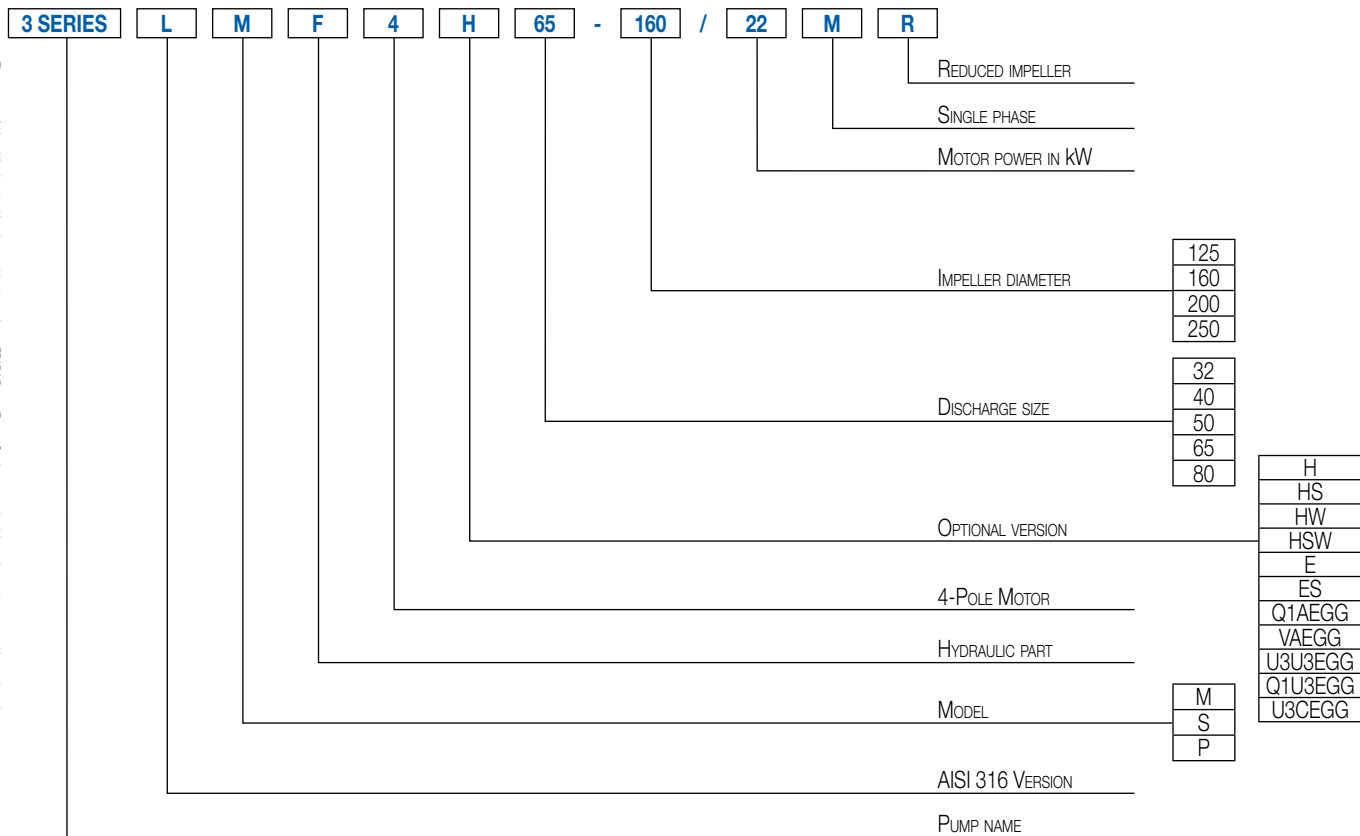 3 SERIES L M F 4 H 65 - 160 / 22 M R
REDUCED IMPELLER
SINGLE PHASE
MOTOR POWER IN KW
125
IMPELLER DIAMETER 160
200
250
32
40
DISCHARGE SIZE 50
65
80
H
HS
HW
OPTIONAL VERSION HSW
E
ES
4-POLE MOTOR Q1AEGG
VAEGG
HYDRAULIC PART U3U3EGG
Q1U3EGG
MODEL M U3CEGG
S
P
AISI 316 VERSION
PUMP NAME